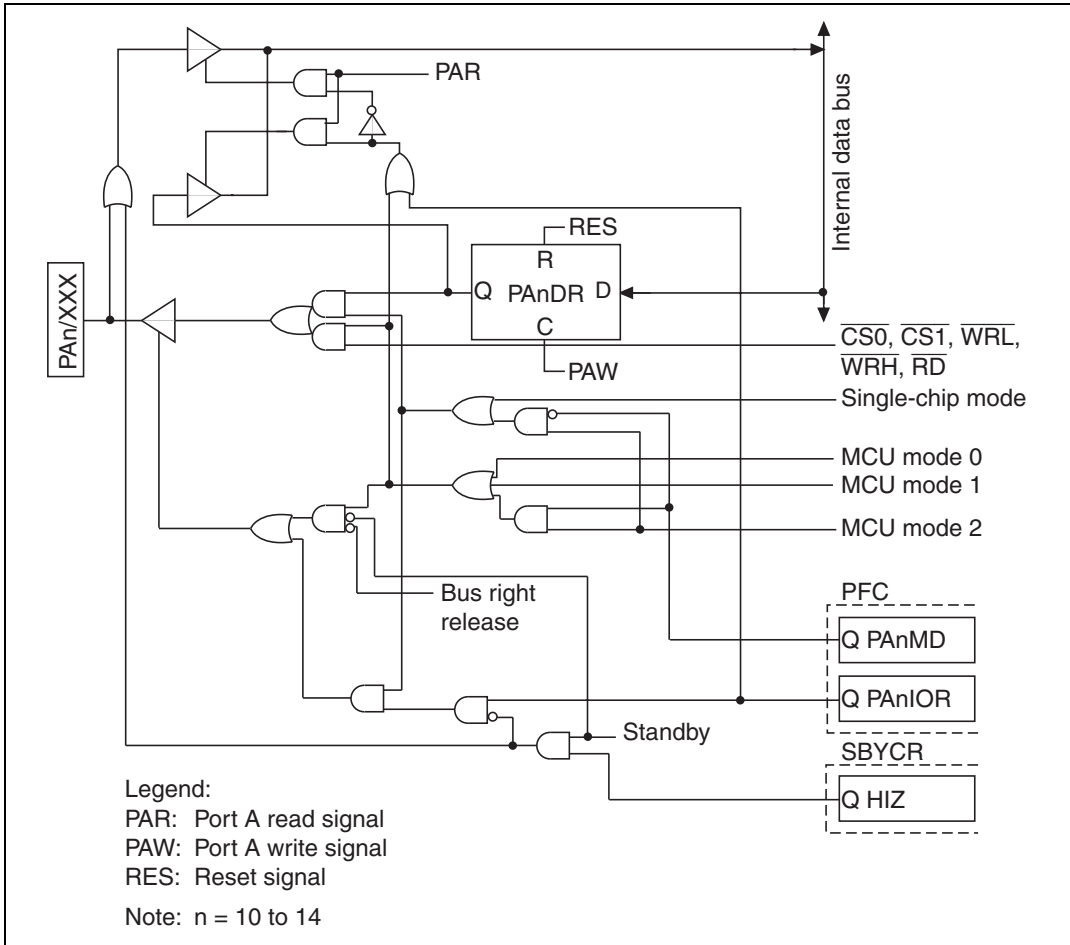 PAR
Internal data bus
RES
R
Q PAnDR D
C
PAn/XXX
PAW
CS0, CS1, WRL,
WRH, RD
Single-chip mode
MCU mode 0
MCU mode 1
MCU mode 2
Bus right
release
PFC
Q PAnMD
Q PAnIOR
Standby
SBYCR
Q HIZ
Legend:
PAR: Port A read signal
PAW: Port A write signal
RES: Reset signal
Note: n = 10 to 14